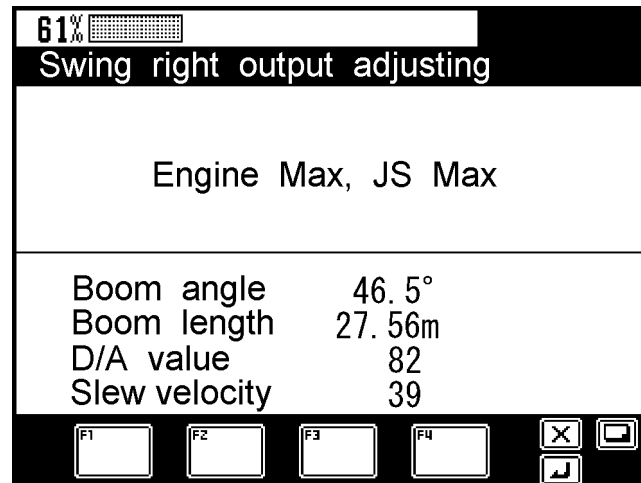 61%
Swing right output adjusting
Engine Max, JS Max
Boom angle 46.5°
Boom length 27.56m
D/A value 82
Slew velocity 39
F1 F2 F3 F4